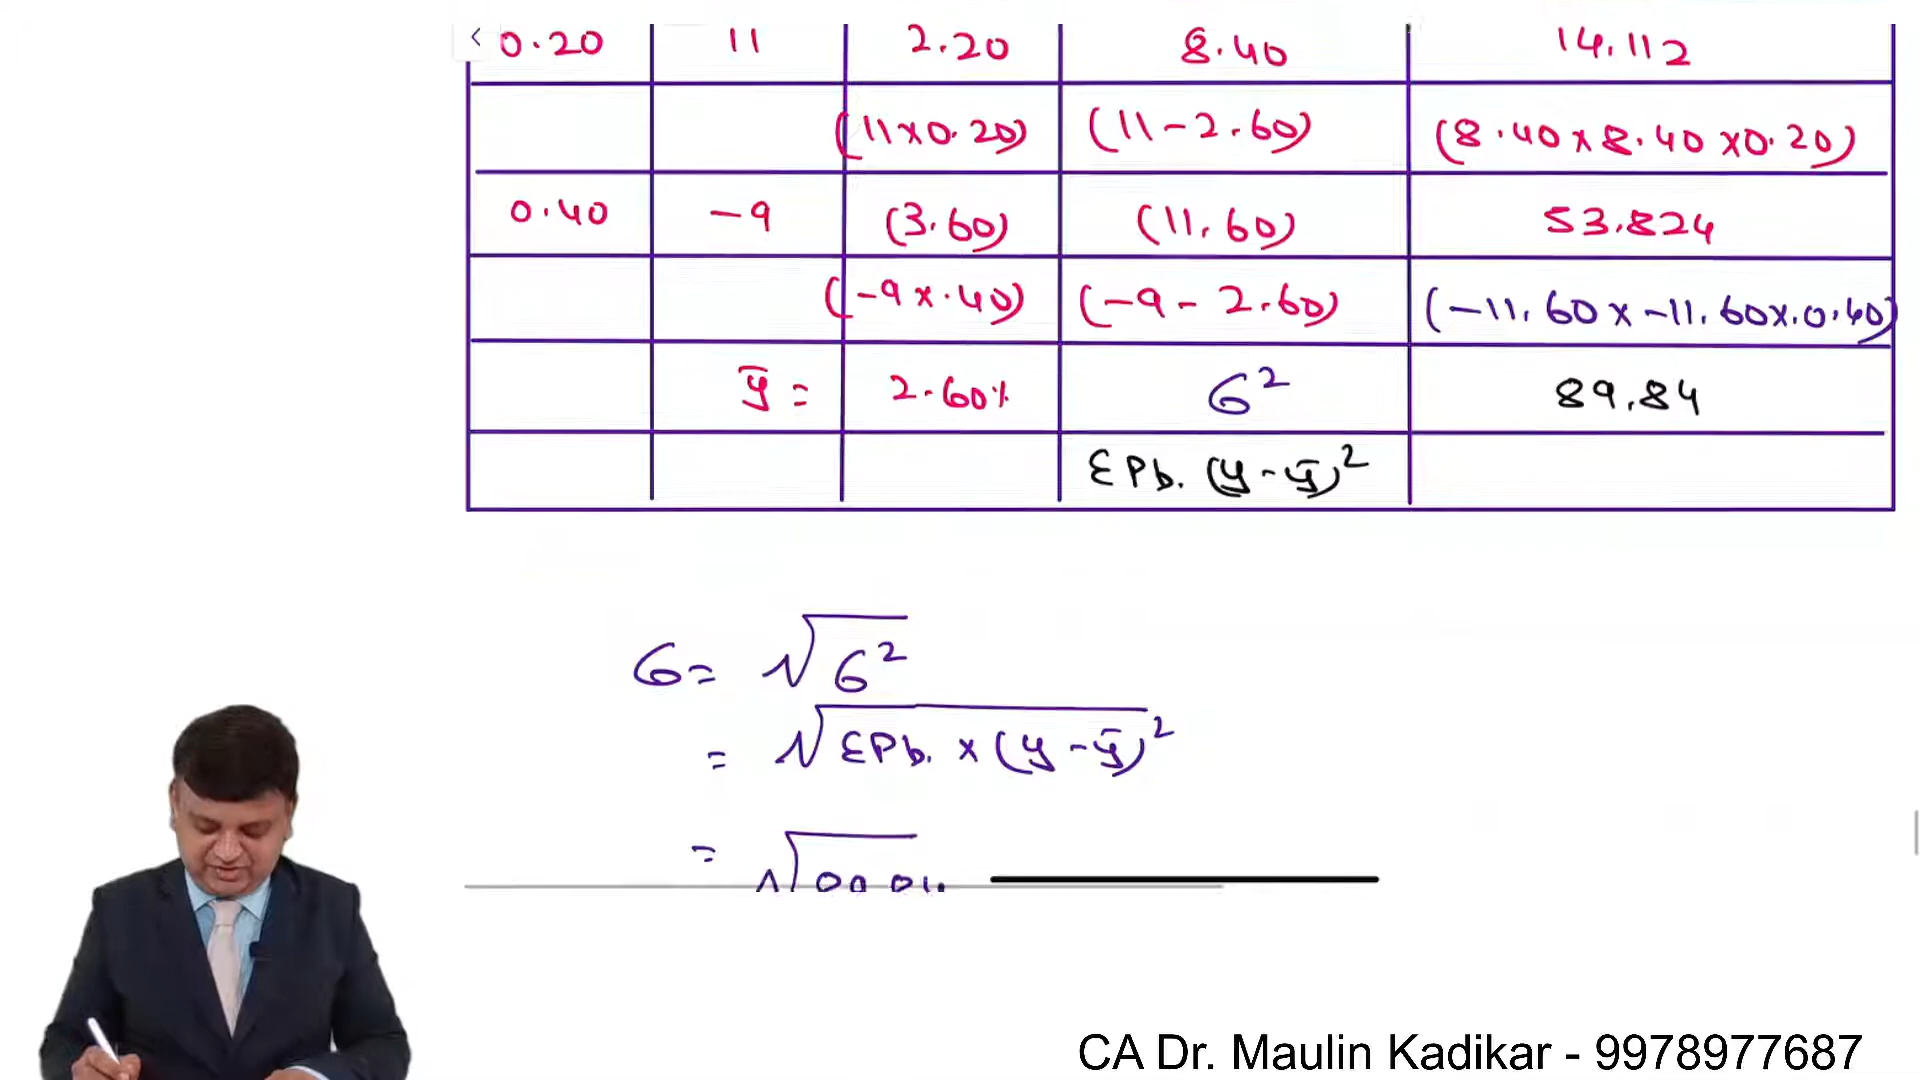 < 0.20 11 2.20 8.40 14.112
(11×0.20) (11-2.60) (8.40×8.40×0.20)
0.40 -9 (3.60) (11.60) 53.824
(-9×.40) (-9-2.60) (-11.60×-11.60×.0.40)
ȳ = 2.60% σ² 89.84
ΣPb. (y-ȳ)²
σ = √σ²
= √ΣPb. × (y-ȳ)²
= √
CA Dr. Maulin Kadikar - 9978977687